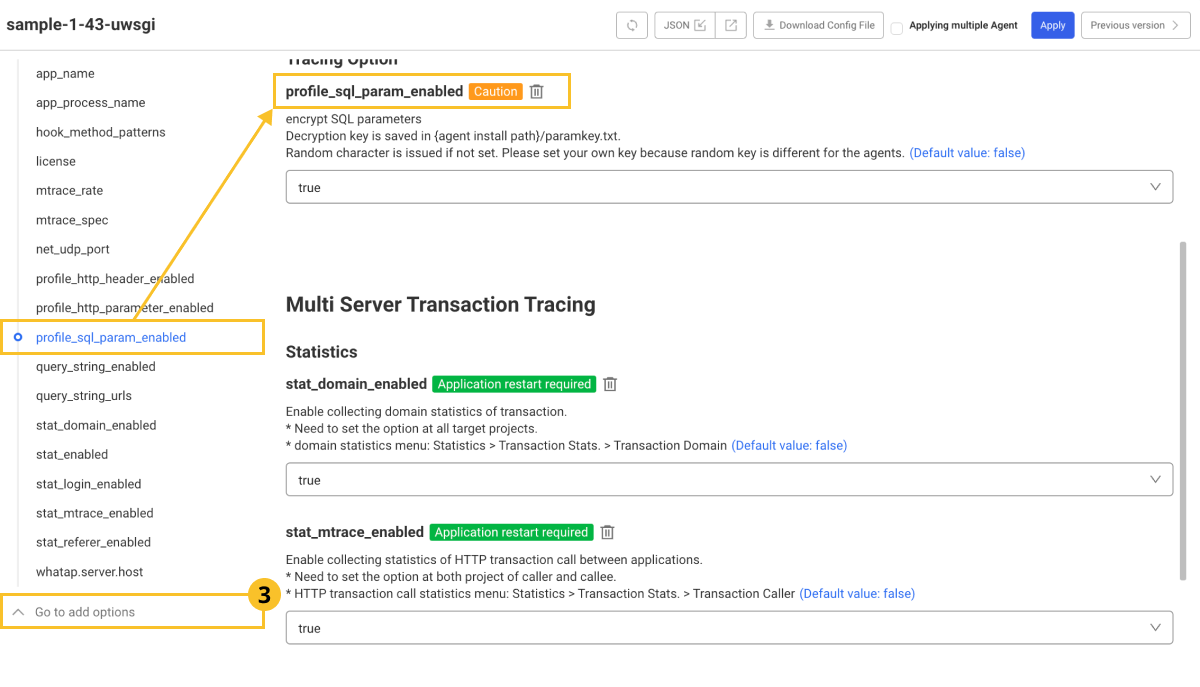 sample-1-43-uwsgi
JSON
Download Config File
Applying multiple Agent
Apply
Previous version
app_name
app_process_name
hook_method_patterns
license
mtrace_rate
mtrace_spec
net_udp_port
profile_http_header_enabled
profile_http_parameter_enabled
profile_sql_param_enabled
query_string_enabled
query_string_urls
stat_domain_enabled
stat_enabled
stat_login_enabled
stat_mtrace_enabled
stat_referer_enabled
whatap.server.host
Go to add options
3
Tracing Option
profile_sql_param_enabled Caution
encrypt SQL parameters
Decryption key is saved in {agent install path}/paramkey.txt.
Random character is issued if not set. Please set your own key because random key is different for the agents. (Default value: false)
true
Multi Server Transaction Tracing
Statistics
stat_domain_enabled Application restart required
Enable collecting domain statistics of transaction.
* Need to set the option at all target projects.
* domain statistics menu: Statistics > Transaction Stats. > Transaction Domain (Default value: false)
true
stat_mtrace_enabled Application restart required
Enable collecting statistics of HTTP transaction call between applications.
* Need to set the option at both project of caller and callee.
* HTTP transaction call statistics menu: Statistics > Transaction Stats. > Transaction Caller (Default value: false)
true